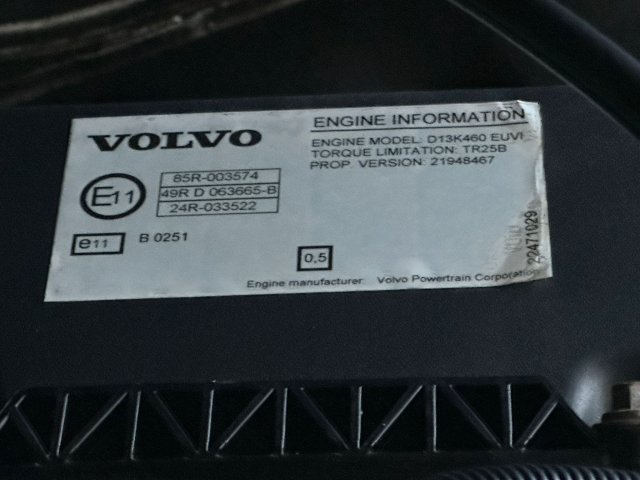 VOLVO
E11
85R-003574
49R D 063665-B
24R-033522
e11
B 0251
ENGINE INFORMATION
ENGINE MODEL: D13K460 EUVI
TORQUE LIMITATION: TR25B
PROP. VERSION: 21948467
0,5
Engine manufacturer: Volvo Powertrain Corporation
22471029